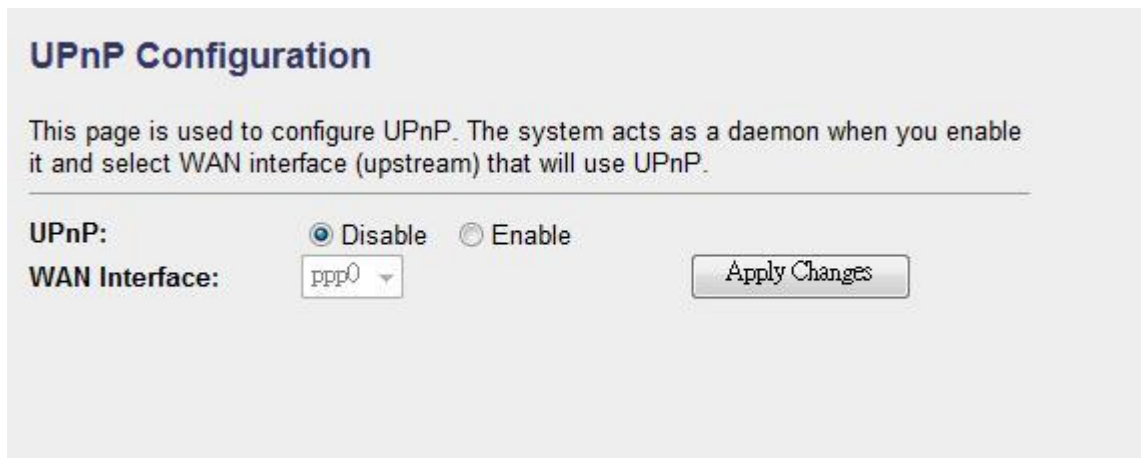 UPnP Configuration
This page is used to configure UPnP. The system acts as a daemon when you enable
it and select WAN interface (upstream) that will use UPnP.
UPnP: Disable Enable
WAN Interface: ppp0 Apply Changes